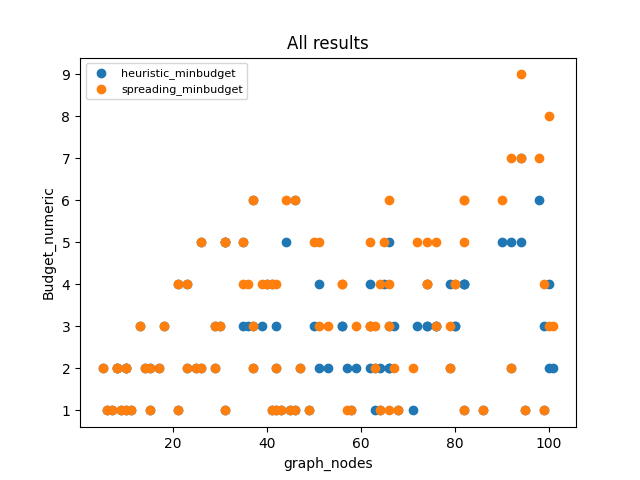 All results
heuristic_minbudget
spreading_minbudget
Budget_numeric
9
8
7
6
5
4
3
2
1
20 40 60 80 100
graph_nodes